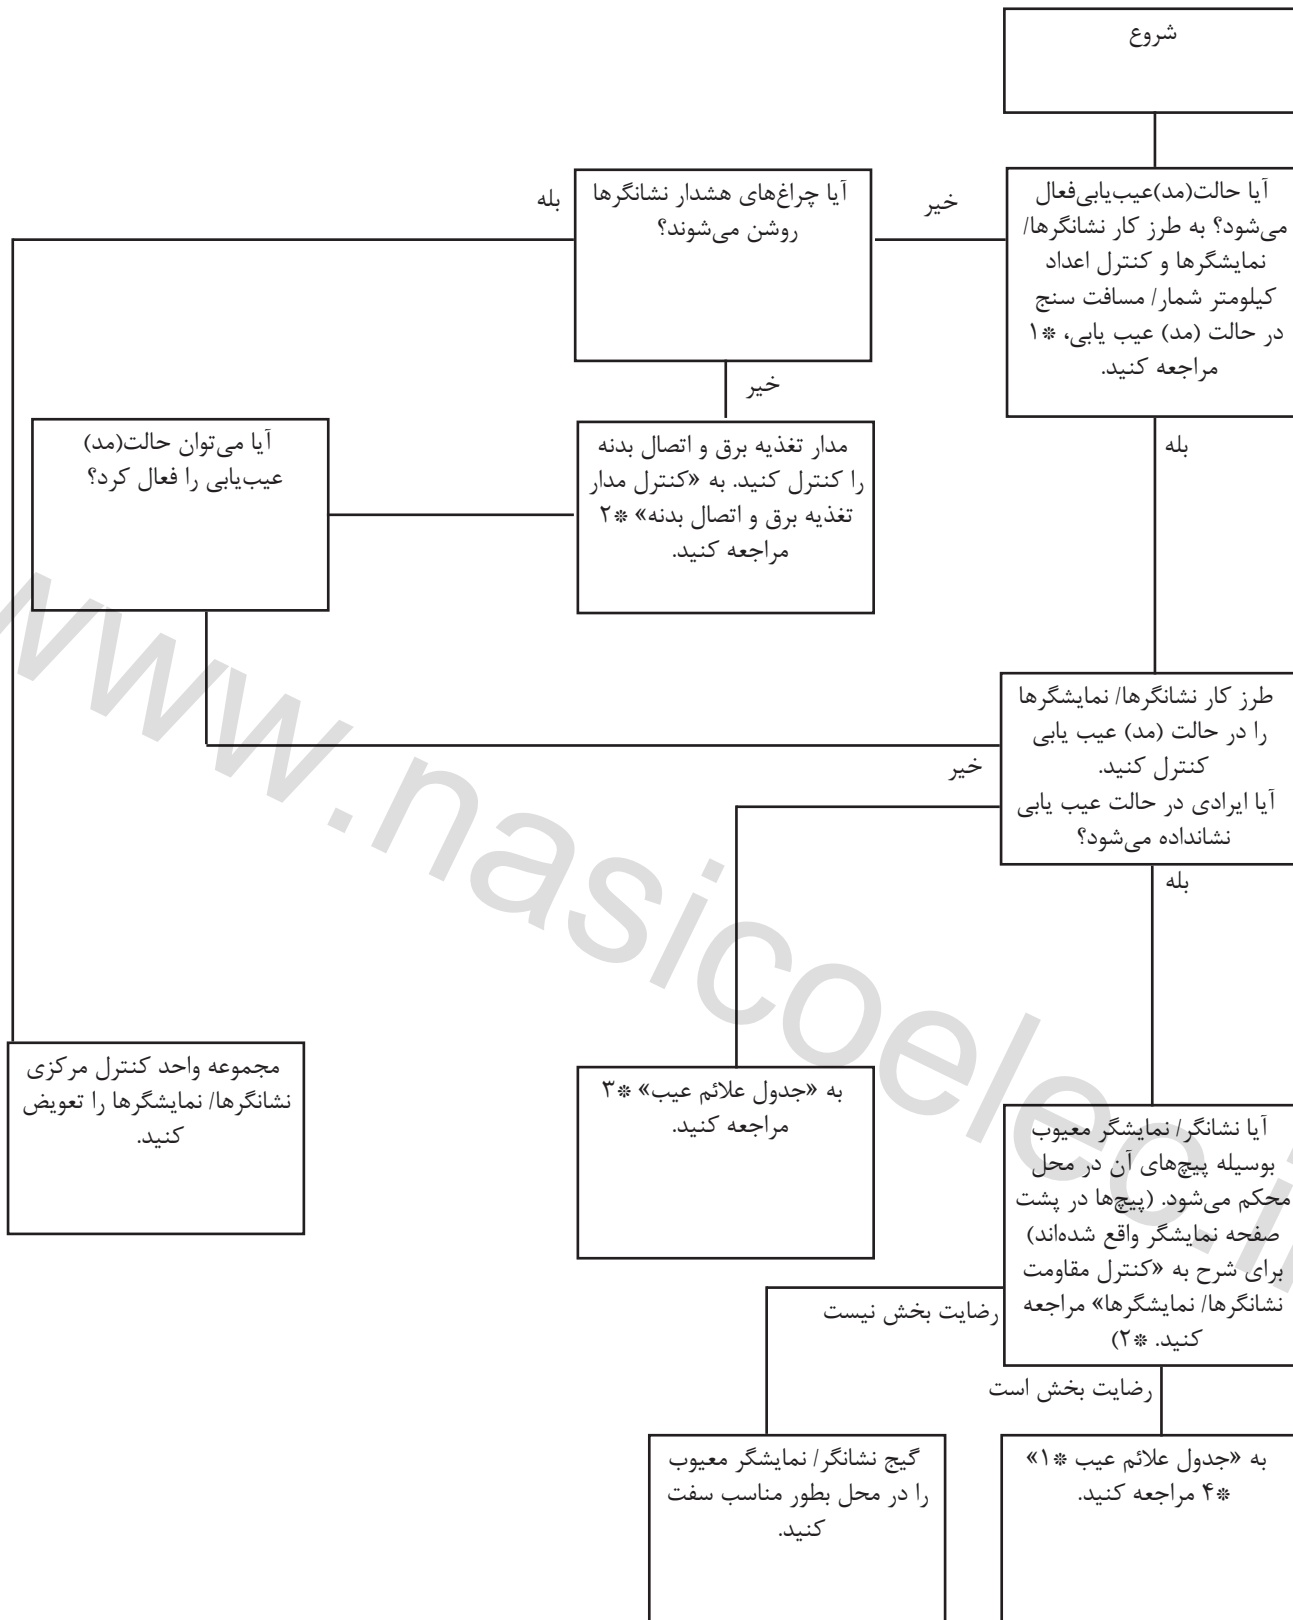 شروع
آیا حالت(مد)عیب‌یابی‌فعال
می‌شود؟ به طرز کار نشانگرها/
نمایشگرها و کنترل اعداد
کیلومتر شمار/ مسافت سنج
در حالت (مد) عیب یابی، *۱
مراجعه کنید.
خیر
آیا چراغ‌های هشدار نشانگرها
روشن می‌شوند؟
بله
خیر
بله
مدار تغذیه برق و اتصال بدنه
را کنترل کنید. به «کنترل مدار
تغذیه برق و اتصال بدنه» *۲
مراجعه کنید.
آیا می‌توان حالت(مد)
عیب‌یابی را فعال کرد؟
طرز کار نشانگرها/ نمایشگرها
را در حالت (مد) عیب یابی
کنترل کنید.
آیا ایرادی در حالت عیب یابی
نشانداده می‌شود؟
خیر
بله
مجموعه واحد کنترل مرکزی
نشانگرها/ نمایشگرها را تعویض
کنید.
به «جدول علائم عیب» *۳
مراجعه کنید.
آیا نشانگر/ نمایشگر معیوب
بوسیله پیچ‌های آن در محل
محکم می‌شود. (پیچ‌ها در پشت
صفحه نمایشگر واقع شده‌اند)
برای شرح به «کنترل مقاومت
نشانگرها/ نمایشگرها» مراجعه
کنید. *۲)
رضایت بخش نیست
رضایت بخش است
به «جدول علائم عیب *۱»
*۴ مراجعه کنید.
گیج نشانگر/ نمایشگر معیوب
را در محل بطور مناسب سفت
کنید.
www.nasicoelec.ir